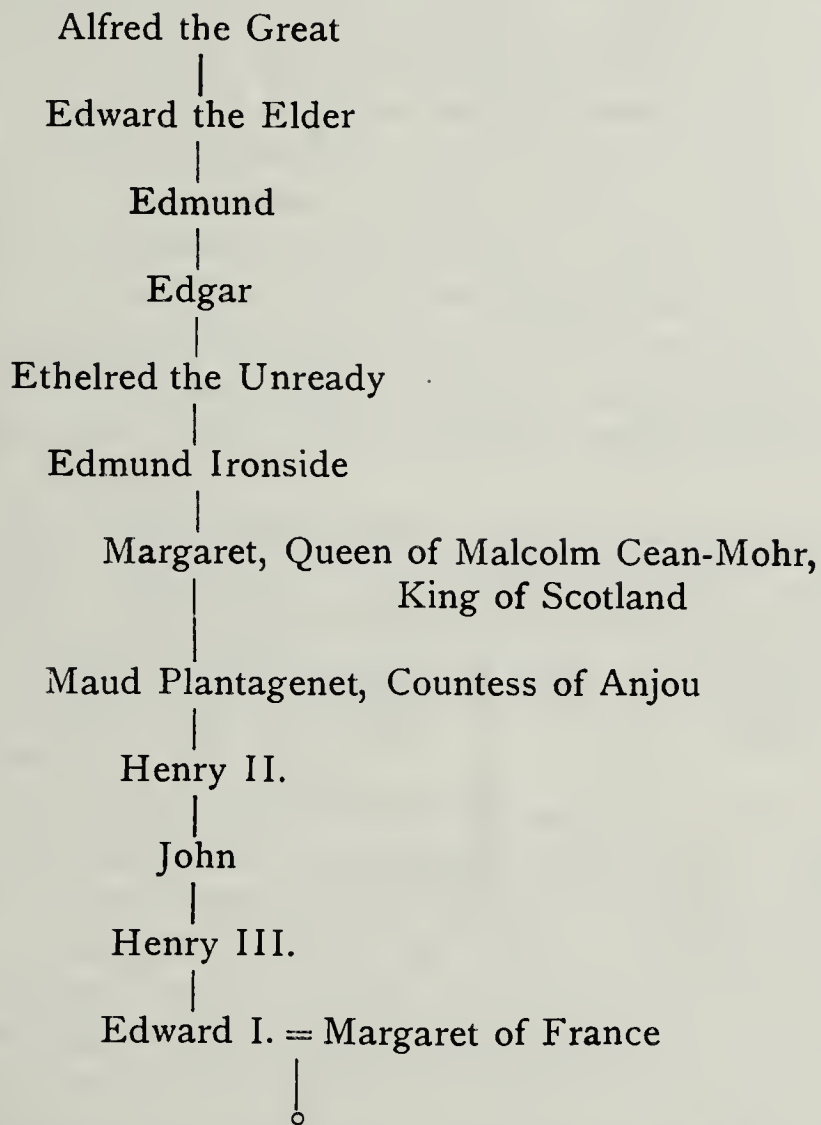 Alfred the Great
Edward the Elder
Edmund
Edgar
Ethelred the Unready
Edmund Ironside
Margaret, Queen of Malcolm Cean-Mohr,
King of Scotland
Maud Plantagenet, Countess of Anjou
Henry II.
John
Henry III.
Edward I. = Margaret of France